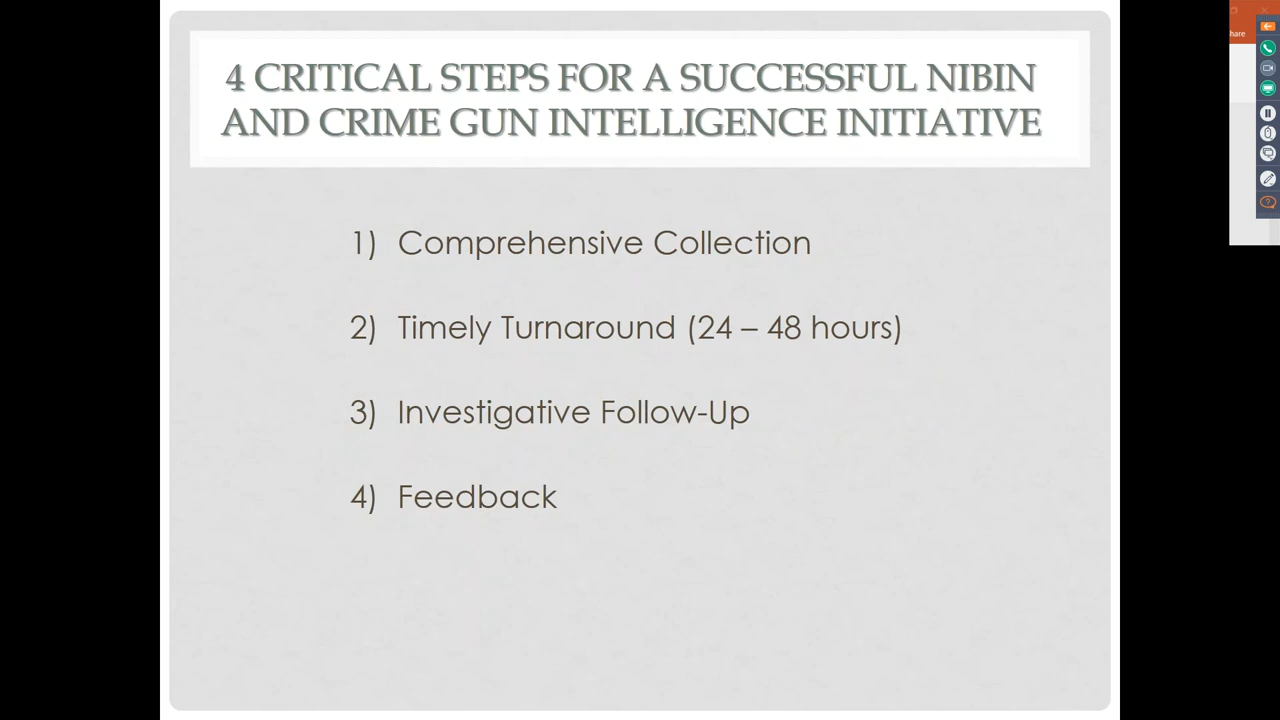 4 CRITICAL STEPS FOR A SUCCESSFUL NIBIN
AND CRIME GUN INTELLIGENCE INITIATIVE
hare
1) Comprehensive Collection
2) Timely Turnaround (24 – 48 hours)
3) Investigative Follow-Up
4) Feedback